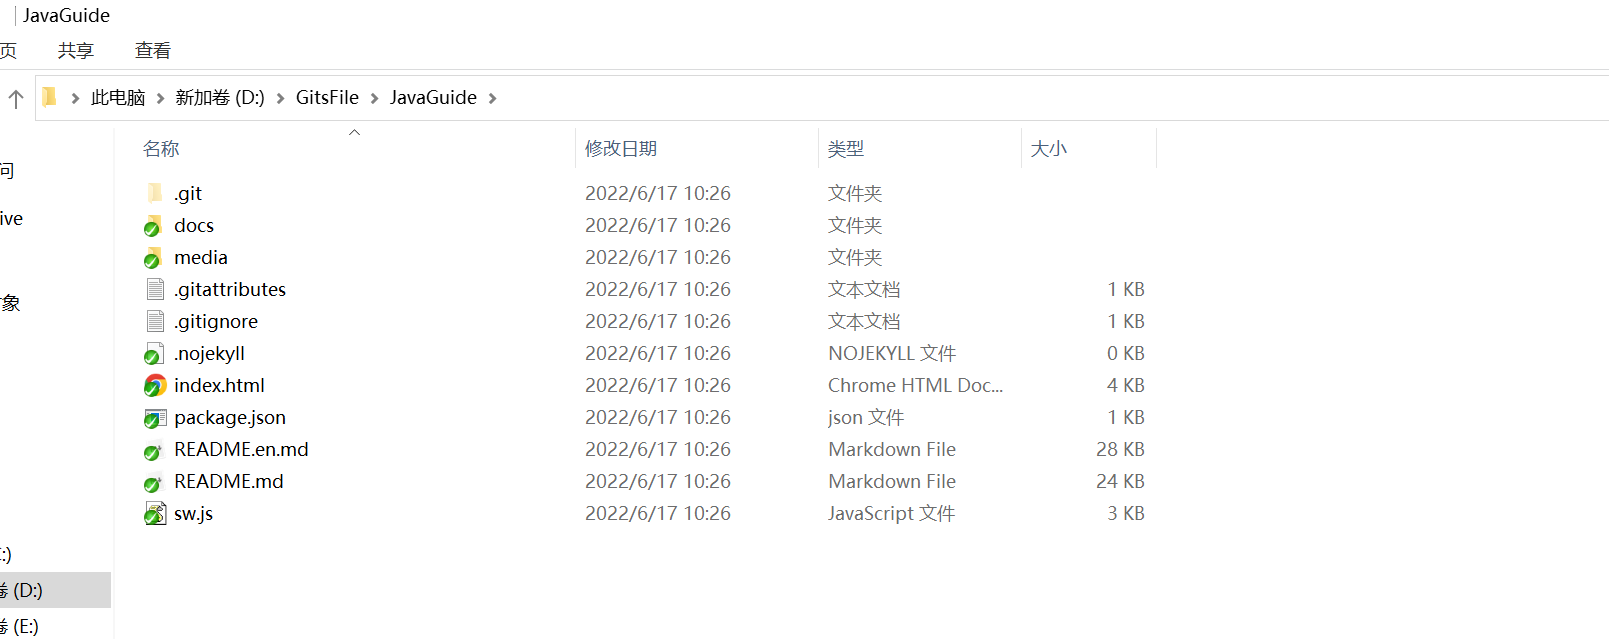 JavaGuide
页 共享 查看
此电脑 新加卷 (D:) GitsFile JavaGuide
名称 修改日期 类型 大小
.git 2022/6/17 10:26 文件夹
docs 2022/6/17 10:26 文件夹
media 2022/6/17 10:26 文件夹
.gitattributes 2022/6/17 10:26 文本文档 1 KB
.gitignore 2022/6/17 10:26 文本文档 1 KB
.nojekyll 2022/6/17 10:26 NOJEKYLL 文件 0 KB
index.html 2022/6/17 10:26 Chrome HTML Doc... 4 KB
package.json 2022/6/17 10:26 json 文件 1 KB
README.en.md 2022/6/17 10:26 Markdown File 28 KB
README.md 2022/6/17 10:26 Markdown File 24 KB
sw.js 2022/6/17 10:26 JavaScript 文件 3 KB
问
ive
象
:)
卷 (D:)
卷 (E:)